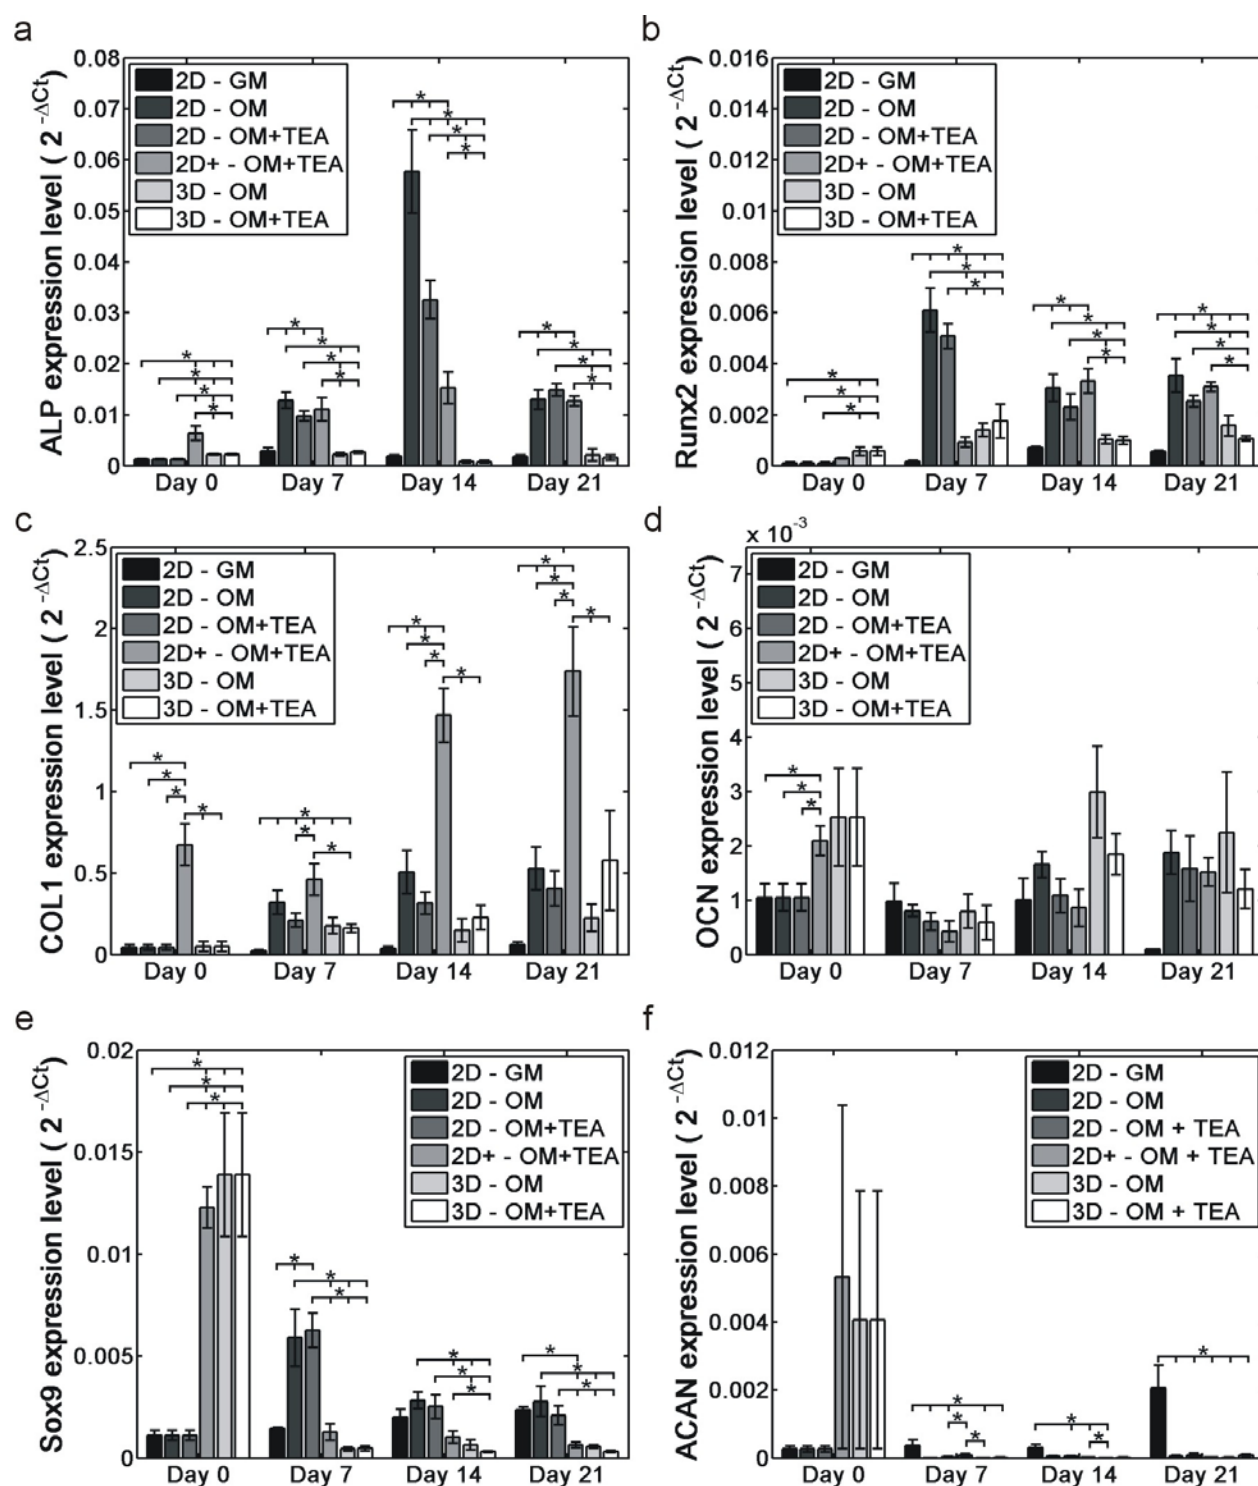 a
ALP expression level ( 2^-ΔCt)
0.08
0.07
0.06
0.05
0.04
0.03
0.02
0.01
0
2D - GM
2D - OM
2D - OM+TEA
2D+ - OM+TEA
3D - OM
3D - OM+TEA
Day 0 Day 7 Day 14 Day 21
b
Runx2 expression level ( 2^-ΔCt)
0.016
0.014
0.012
0.01
0.008
0.006
0.004
0.002
0
2D - GM
2D - OM
2D - OM+TEA
2D+ - OM+TEA
3D - OM
3D - OM+TEA
Day 0 Day 7 Day 14 Day 21
c
COL1 expression level ( 2^-ΔCt)
2.5
2
1.5
1
0.5
0
2D - GM
2D - OM
2D - OM+TEA
2D+ - OM+TEA
3D - OM
3D - OM+TEA
Day 0 Day 7 Day 14 Day 21
d
x 10^-3
OCN expression level ( 2^-ΔCt)
7
6
5
4
3
2
1
0
2D - GM
2D - OM
2D - OM+TEA
2D+ - OM+TEA
3D - OM
3D - OM+TEA
Day 0 Day 7 Day 14 Day 21
e
Sox9 expression level ( 2^-ΔCt)
0.02
0.015
0.01
0.005
0
2D - GM
2D - OM
2D - OM+TEA
2D+ - OM+TEA
3D - OM
3D - OM+TEA
Day 0 Day 7 Day 14 Day 21
f
ACAN expression level ( 2^-ΔCt)
0.012
0.01
0.008
0.006
0.004
0.002
0
2D - GM
2D - OM
2D - OM + TEA
2D+ - OM + TEA
3D - OM
3D - OM + TEA
Day 0 Day 7 Day 14 Day 21